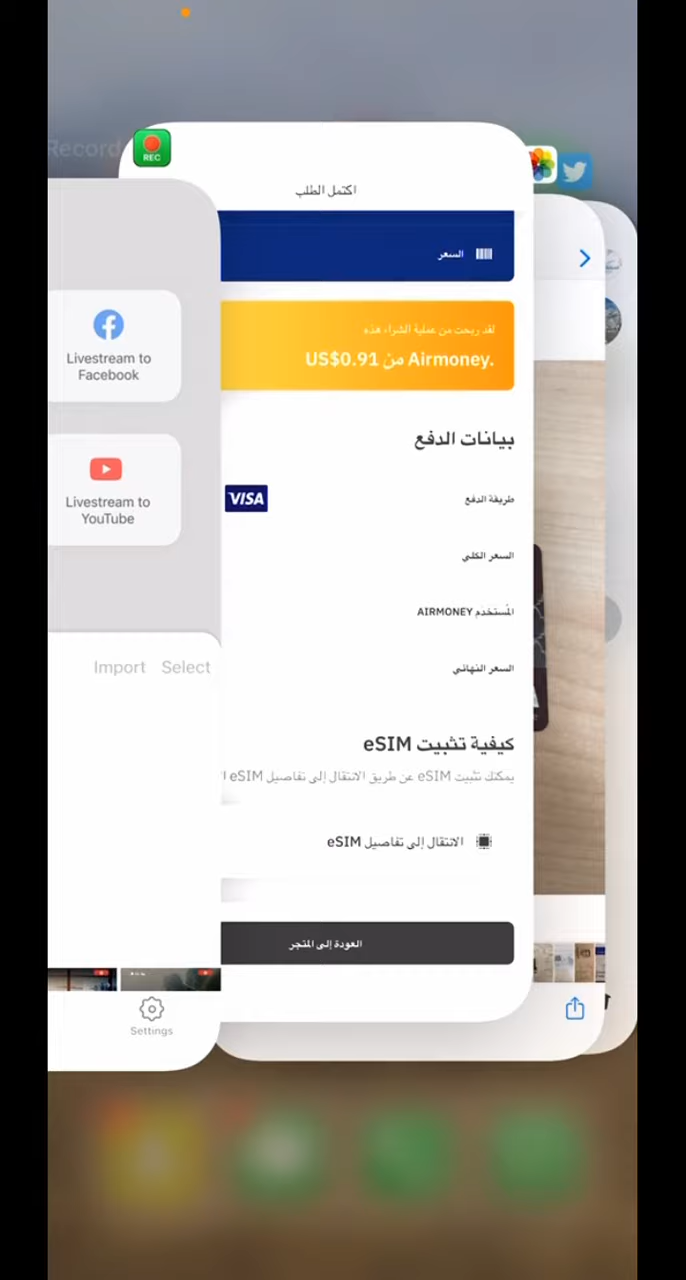 Record
REC
اكتمل الطلب
السعر
لقد ربحت من عملية الشراء هذه
US$0.91 من Airmoney.
Livestream to
Facebook
بيانات الدفع
طريقة الدفع
VISA
Livestream to
YouTube
السعر الكلي
المُستخدَم AIRMONEY
السعر النهائي
Import Select
كيفية تثبيت eSIM
يمكنك تثبيت eSIM عن طريق الانتقال إلى تفاصيل eSIM
الانتقال إلى تفاصيل eSIM
العودة إلى المتجر
Settings